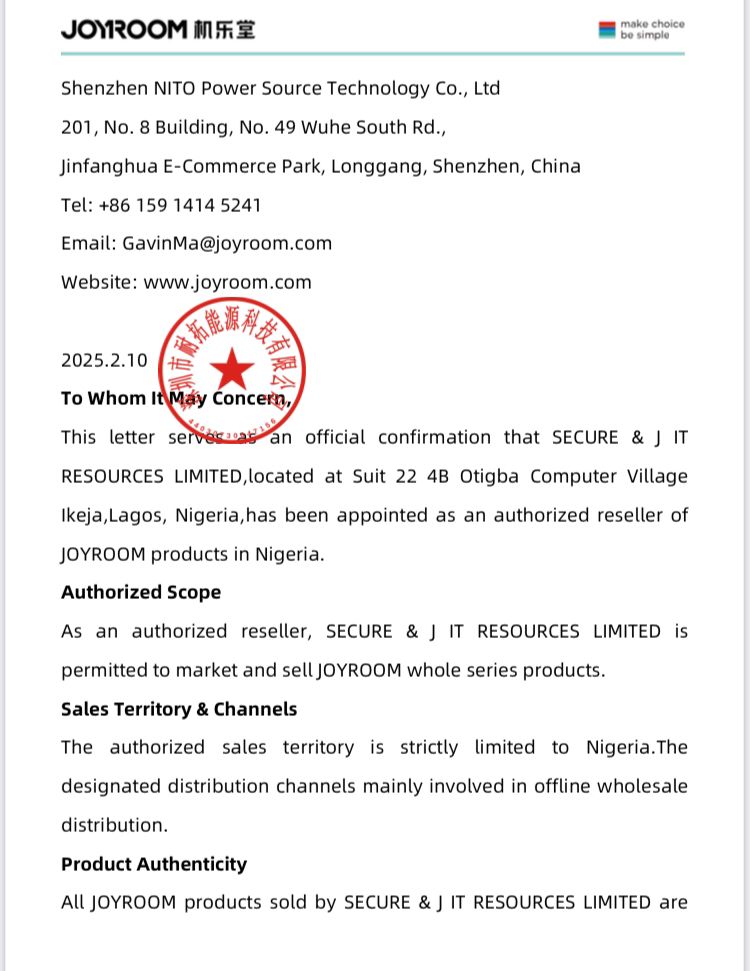 JOYROOM 机乐堂
make choice
be simple
Shenzhen NITO Power Source Technology Co., Ltd
201, No. 8 Building, No. 49 Wuhe South Rd.,
Jinfanghua E-Commerce Park, Longgang, Shenzhen, China
Tel: +86 159 1414 5241
Email: GavinMa@joyroom.com
Website: www.joyroom.com
深圳市耐拓能源科技有限公司
2025.2.10
To Whom It May Concern,
This letter serves as an official confirmation that SECURE & J IT
RESOURCES LIMITED,located at Suit 22 4B Otigba Computer Village
Ikeja,Lagos, Nigeria,has been appointed as an authorized reseller of
JOYROOM products in Nigeria.
Authorized Scope
As an authorized reseller, SECURE & J IT RESOURCES LIMITED is
permitted to market and sell JOYROOM whole series products.
Sales Territory & Channels
The authorized sales territory is strictly limited to Nigeria.The
designated distribution channels mainly involved in offline wholesale
distribution.
Product Authenticity
All JOYROOM products sold by SECURE & J IT RESOURCES LIMITED are